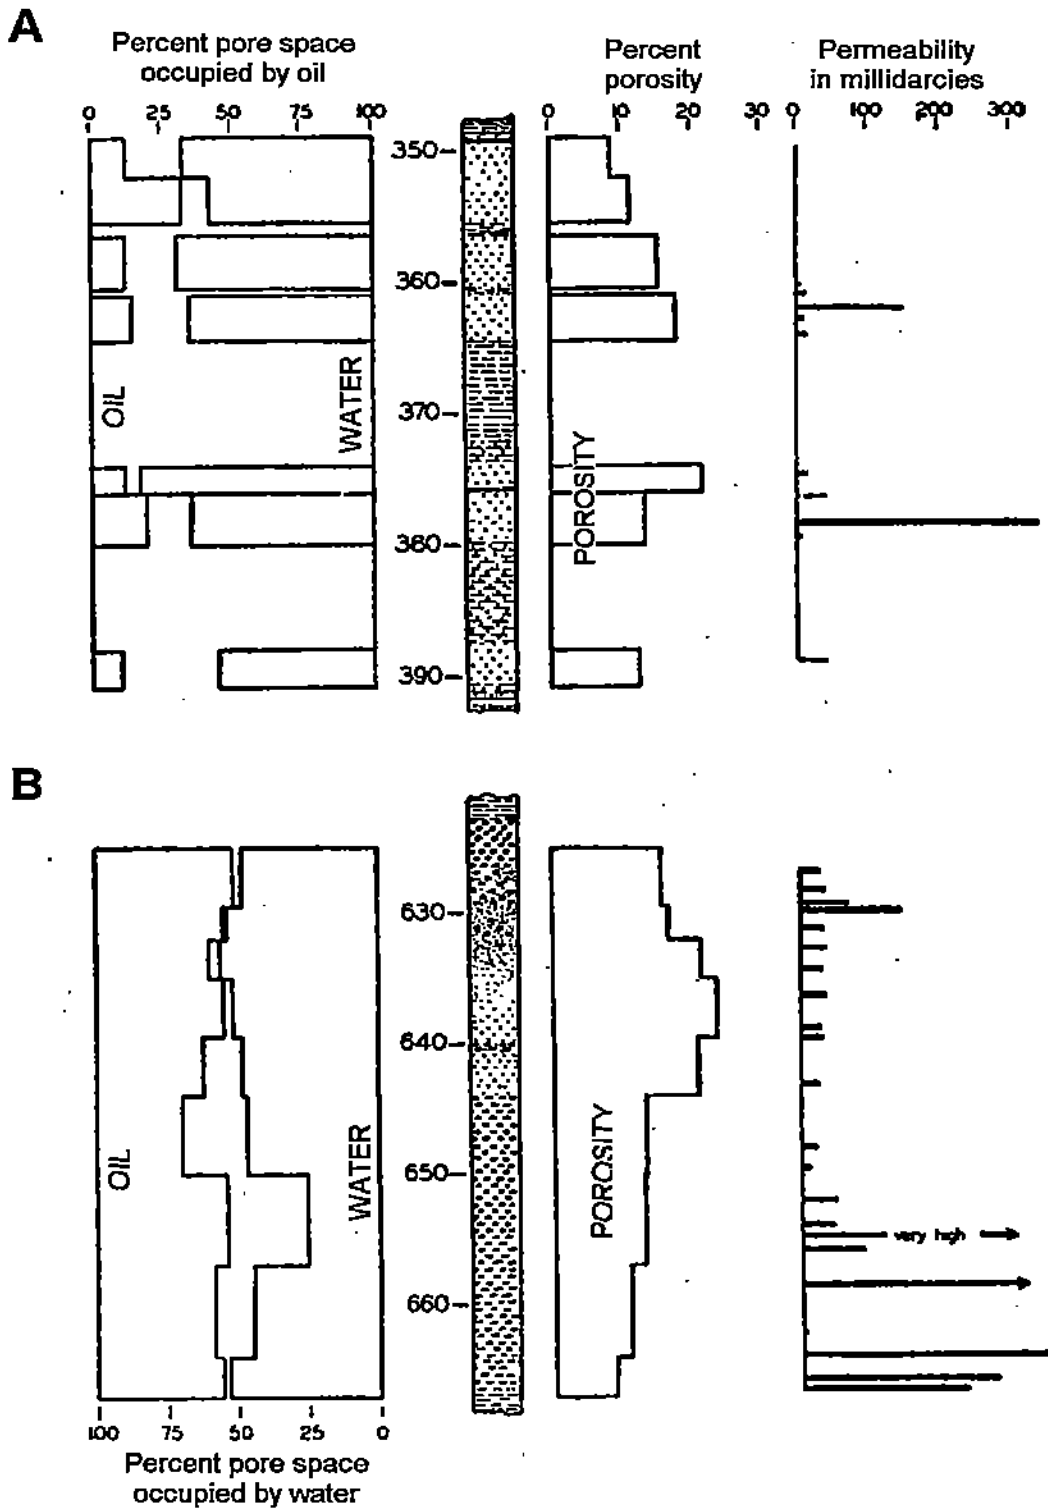 A
Percent pore space
occupied by oil
0 25 50 75 100
Percent
porosity
0 10 20 30
Permeability
in millidarcies
0 100 200 300
350
360
370
380
390
OIL
WATER
POROSITY
B
630
640
650
660
OIL
WATER
POROSITY
very high
100 75 50 25 0
Percent pore space
occupied by water